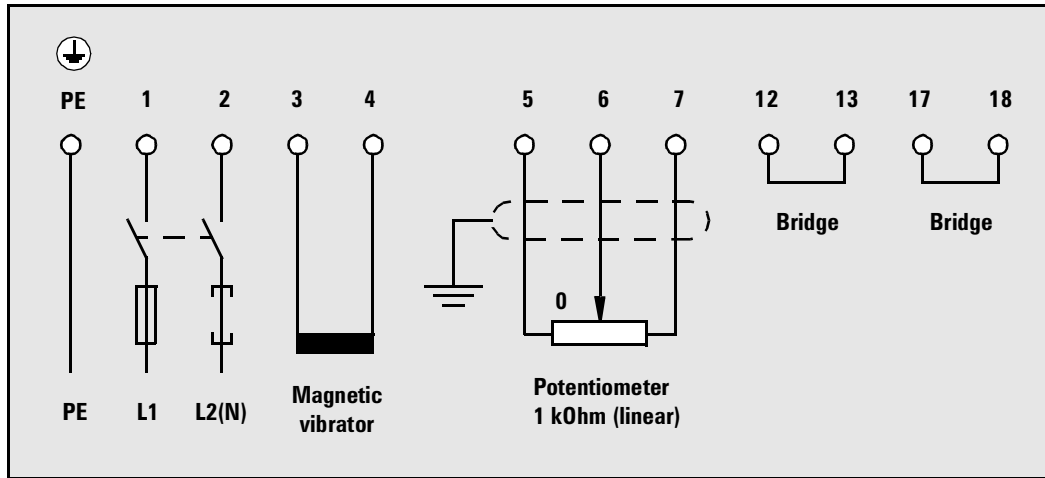 PE 1 2 3 4 5 6 7 12 13 17 18
Bridge Bridge
0
PE L1 L2(N)
Magnetic
vibrator
Potentiometer
1 kOhm (linear)